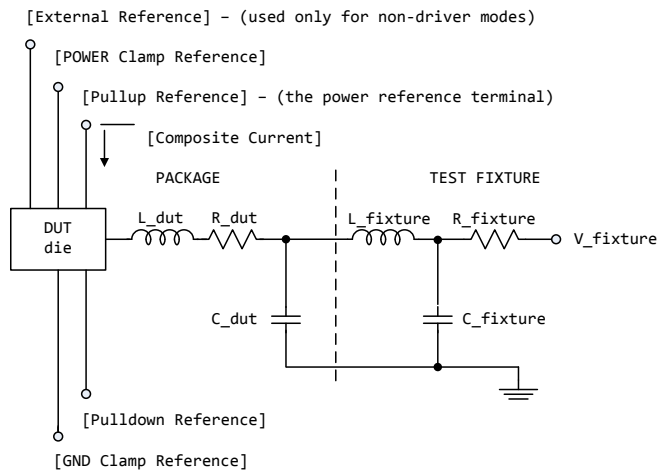 [External Reference] – (used only for non-driver modes)
[POWER Clamp Reference]
[Pullup Reference] – (the power reference terminal)
[Composite Current]
PACKAGE
TEST FIXTURE
DUT
die
L_dut
R_dut
L_fixture
R_fixture
V_fixture
C_dut
C_fixture
[Pulldown Reference]
[GND Clamp Reference]